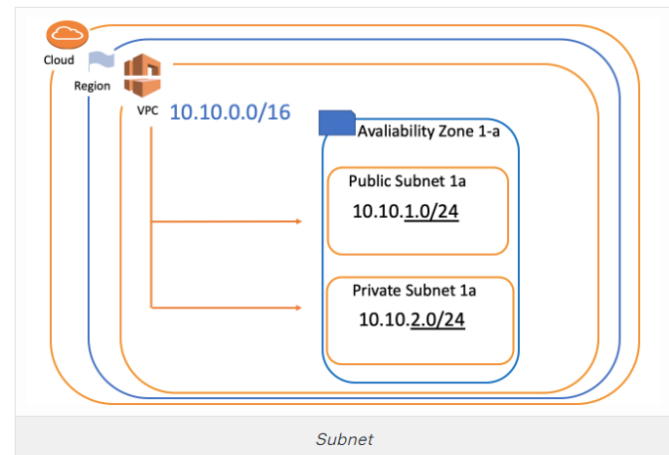 Cloud
Region
VPC
10.10.0.0/16
Avaliability Zone 1-a
Public Subnet 1a
10.10.1.0/24
Private Subnet 1a
10.10.2.0/24
Subnet